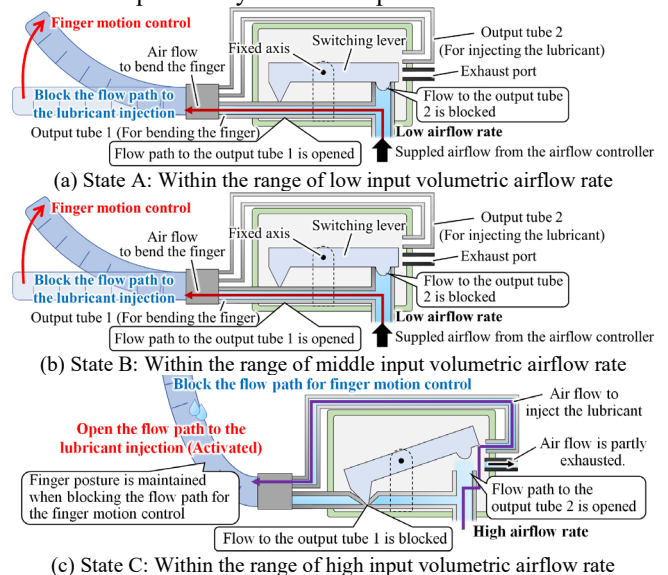 Finger motion control
Air flow
to bend the finger
Fixed axis
Switching lever
Output tube 2
(For injecting the lubricant)
Exhaust port
Block the flow path to
the lubricant injection
Flow to the output tube
2 is blocked
Output tube 1 (For bending the finger)
Low airflow rate
Flow path to the output tube 1 is opened
Suppled airflow from the airflow controller
(a) State A: Within the range of low input volumetric airflow rate
Finger motion control
Air flow
to bend the finger
Fixed axis
Switching lever
Output tube 2
(For injecting the lubricant)
Exhaust port
Block the flow path to
the lubricant injection
Flow to the output tube
2 is blocked
Output tube 1 (For bending the finger)
Low airflow rate
Flow path to the output tube 1 is opened
Suppled airflow from the airflow controller
(b) State B: Within the range of middle input volumetric airflow rate
Block the flow path for finger motion control
Air flow to
inject the lubricant
Open the flow path to the
lubricant injection (Activated)
Air flow is partly
exhausted.
Finger posture is maintained
when blocking the flow path for
the finger motion control
Flow path to the
output tube 2 is opened
High airflow rate
Flow to the output tube 1 is blocked
(c) State C: Within the range of high input volumetric airflow rate